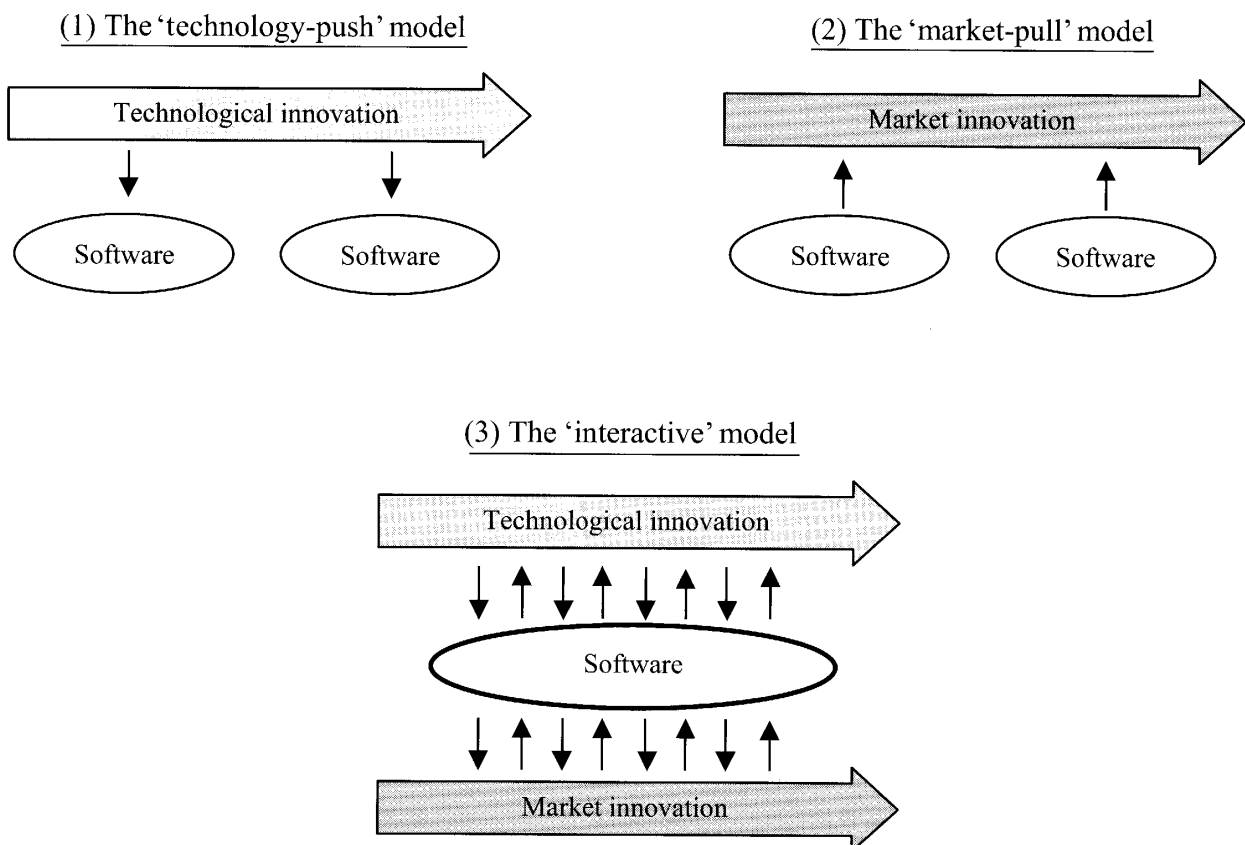 (1) The ‘technology-push’ model
Technological innovation
Software
Software
(2) The ‘market-pull’ model
Market innovation
Software
Software
(3) The ‘interactive’ model
Technological innovation
Software
Market innovation